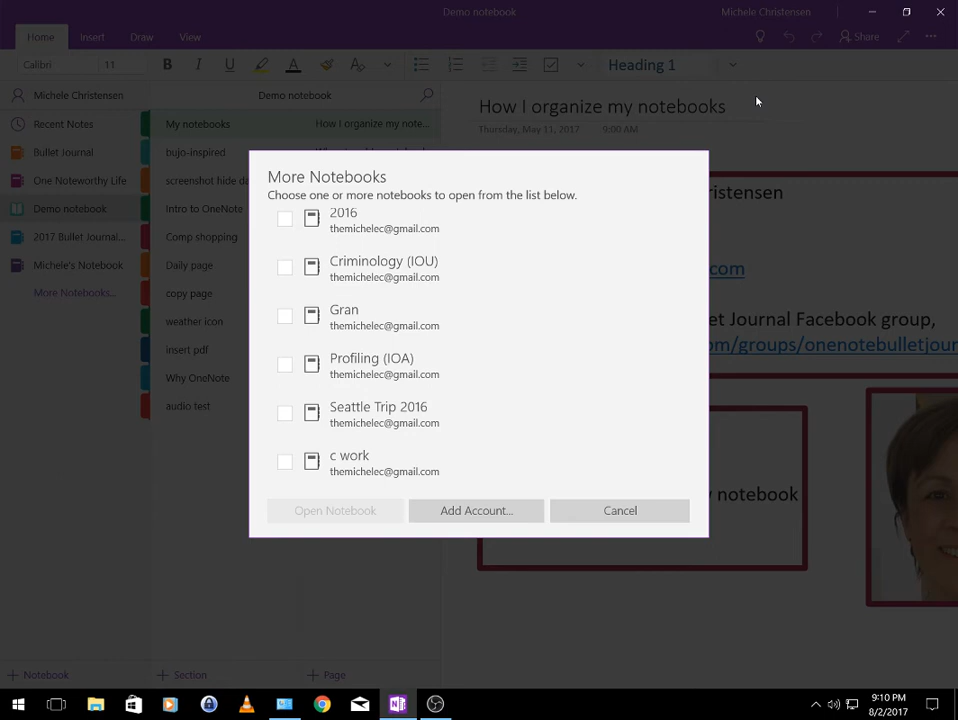 Demo notebook
Michele Christensen
Home Insert Draw View
Share
Calibri 11 B I U A Heading 1
Michele Christensen
Demo notebook
Recent Notes
Bullet Journal
One Noteworthy Life
Demo notebook
2017 Bullet Journal...
Michele's Notebook
More Notebooks...
My notebooks
bujo-inspired
screenshot hide de
Intro to OneNote
Comp shopping
Daily page
copy page
weather icon
insert pdf
Why OneNote
audio test
How I organize my note...
How I organize my notebooks
Thursday, May 11, 2017 9:00 AM
ristensen
com
et Journal Facebook group,
om/groups/onenotebulletjour
notebook
More Notebooks
Choose one or more notebooks to open from the list below.
2016
themichelec@gmail.com
Criminology (IOU)
themichelec@gmail.com
Gran
themichelec@gmail.com
Profiling (IOA)
themichelec@gmail.com
Seattle Trip 2016
themichelec@gmail.com
c work
themichelec@gmail.com
Open Notebook Add Account... Cancel
+ Notebook + Section + Page
9:10 PM
8/2/2017